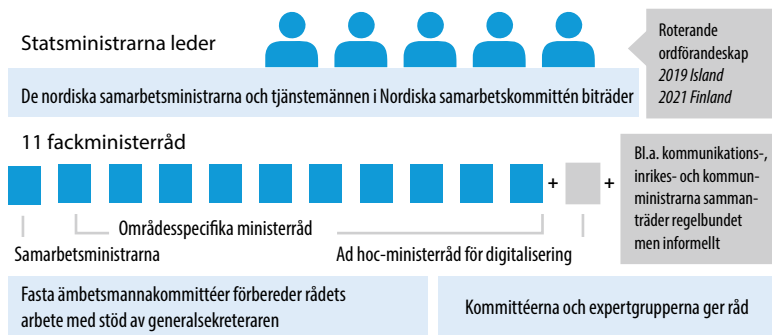 Statsministrarna leder
Roterande
ordförandeskap
2019 Island
2021 Finland
De nordiska samarbetsministrarna och tjänstemännen i Nordiska samarbetskommittén biträder
11 fackministerråd
+ +
Bl.a. kommunikations-,
inrikes- och kommun-
ministrarna samman-
träder regelbundet
men informellt
Områdesspecifika ministerråd
Samarbetsministrarna
Ad hoc-ministerråd för digitalisering
Fasta ämbetsmannakommittéer förbereder rådets
arbete med stöd av generalsekreteraren
Kommittéerna och expertgrupperna ger råd